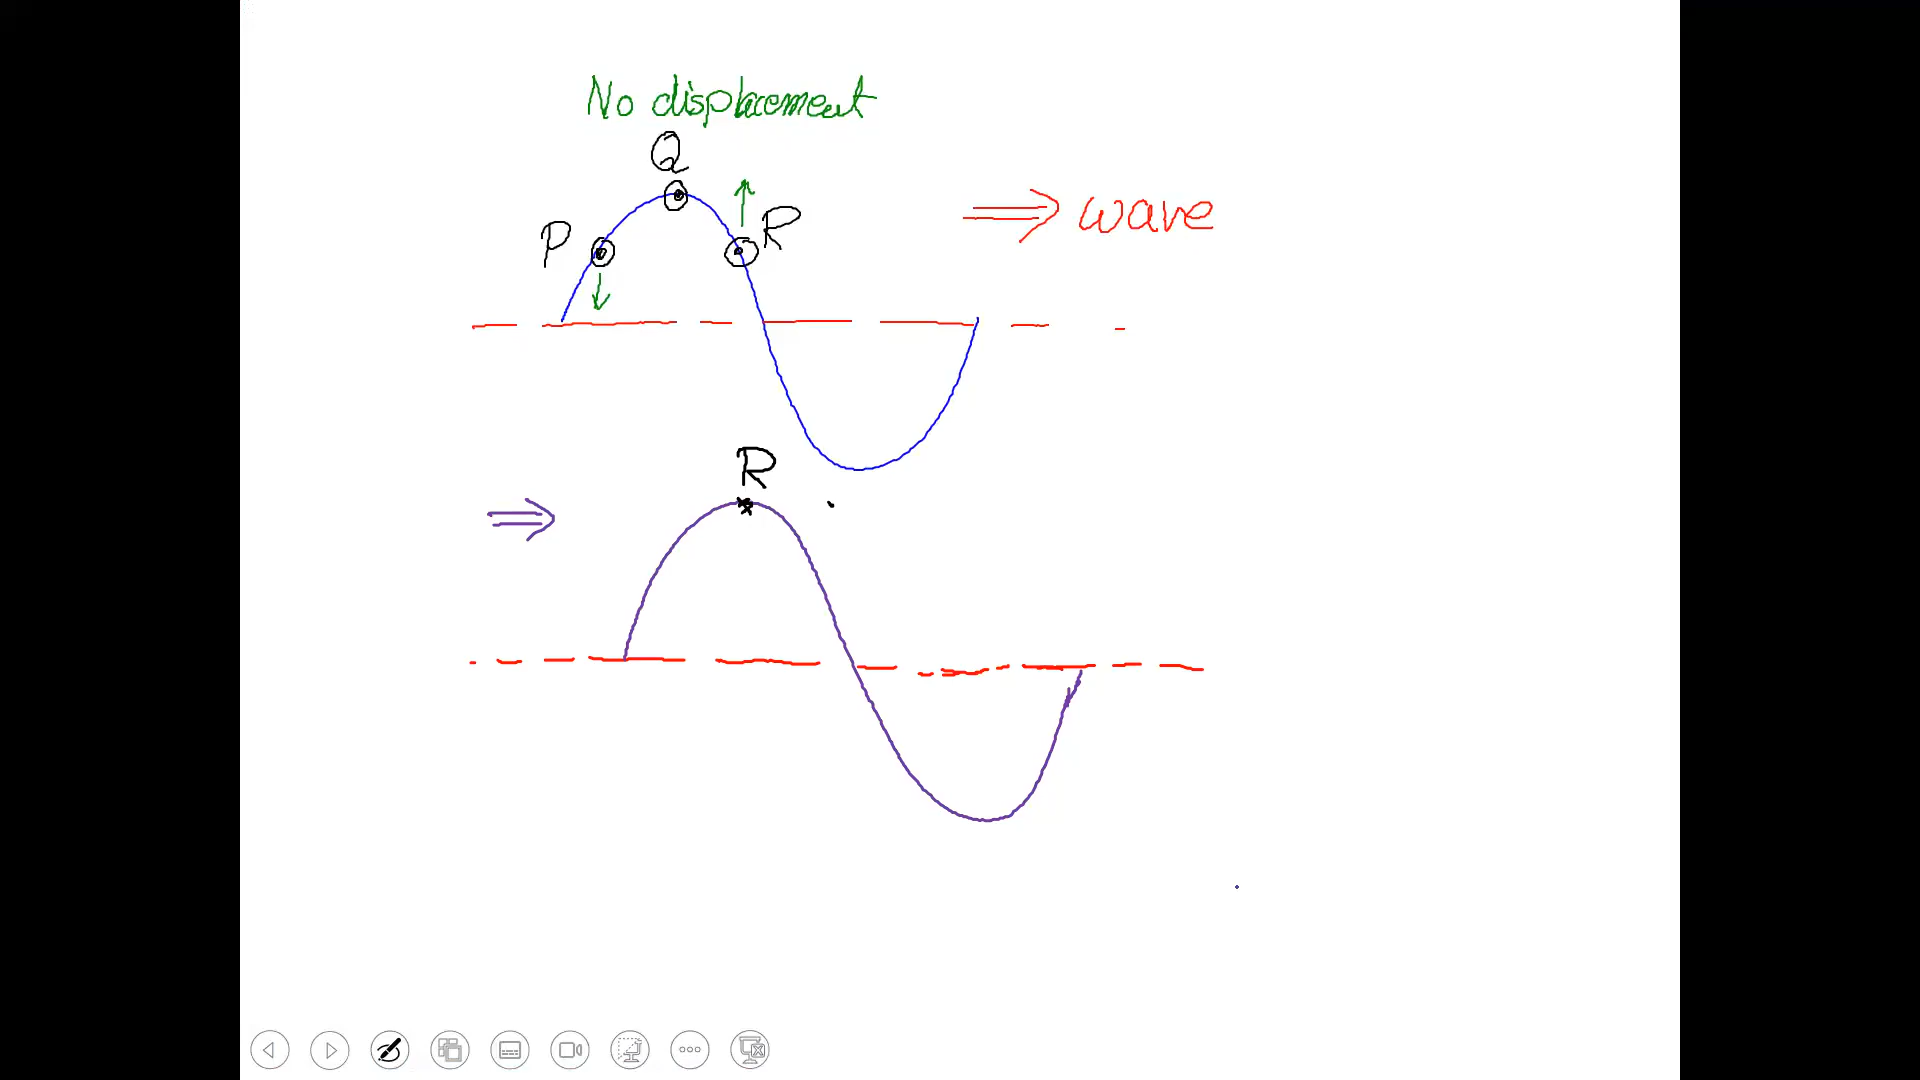 No displacement
Q
P
R
⇒ wave
R
⇒